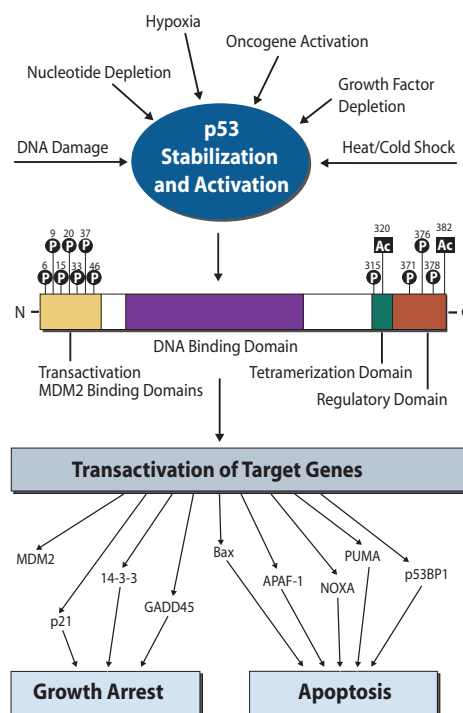 Hypoxia
Oncogene Activation
Nucleotide Depletion
Growth Factor
Depletion
p53
Stabilization
and Activation
DNA Damage
Heat/Cold Shock
9 20 37
P P P
6 15 33 46
P P P P
320 376 382
Ac P Ac
315 371 378
P P P
N
DNA Binding Domain
Transactivation
MDM2 Binding Domains
Tetramerization Domain
Regulatory Domain
Transactivation of Target Genes
MDM2
14-3-3
Bax
PUMA
p53BP1
APAF-1
NOXA
GADD45
p21
Growth Arrest
Apoptosis